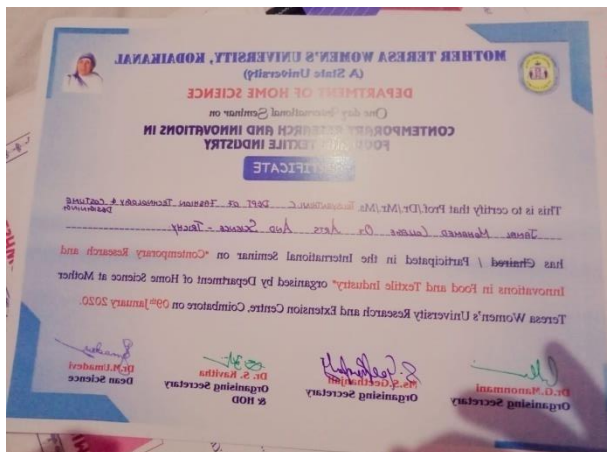 MOTHER TERESA WOMEN'S UNIVERSITY, KODAIKANAL
(A State University)
DEPARTMENT OF HOME SCIENCE
One day International Seminar on
CONTEMPORARY RESEARCH AND INNOVATIONS IN
FOOD AND TEXTILE INDUSTRY
CERTIFICATE
This is to certify that Prof./Dr./Mr./Ms. C. DEPT OF FASHION TECHNOLOGY & COSTUME
DESIGNING
JAMAL MOHAMED COLLEGE OF ARTS AND SCIENCE - TRICHY
has Chaired / Participated in the International Seminar on "Contemporary Research and
Innovations in Food and Textile Industry" organised by Department of Home Science at Mother
Teresa Women's University Research and Extension Centre, Coimbatore on 09th January 2020.
Dr.G.Manonmani Ms.S.Geethanjali Dr. S. Kavitha Dr.M.Umadevi
Organising Secretary Organising Secretary Organising Secretary Dean Science
& HOD